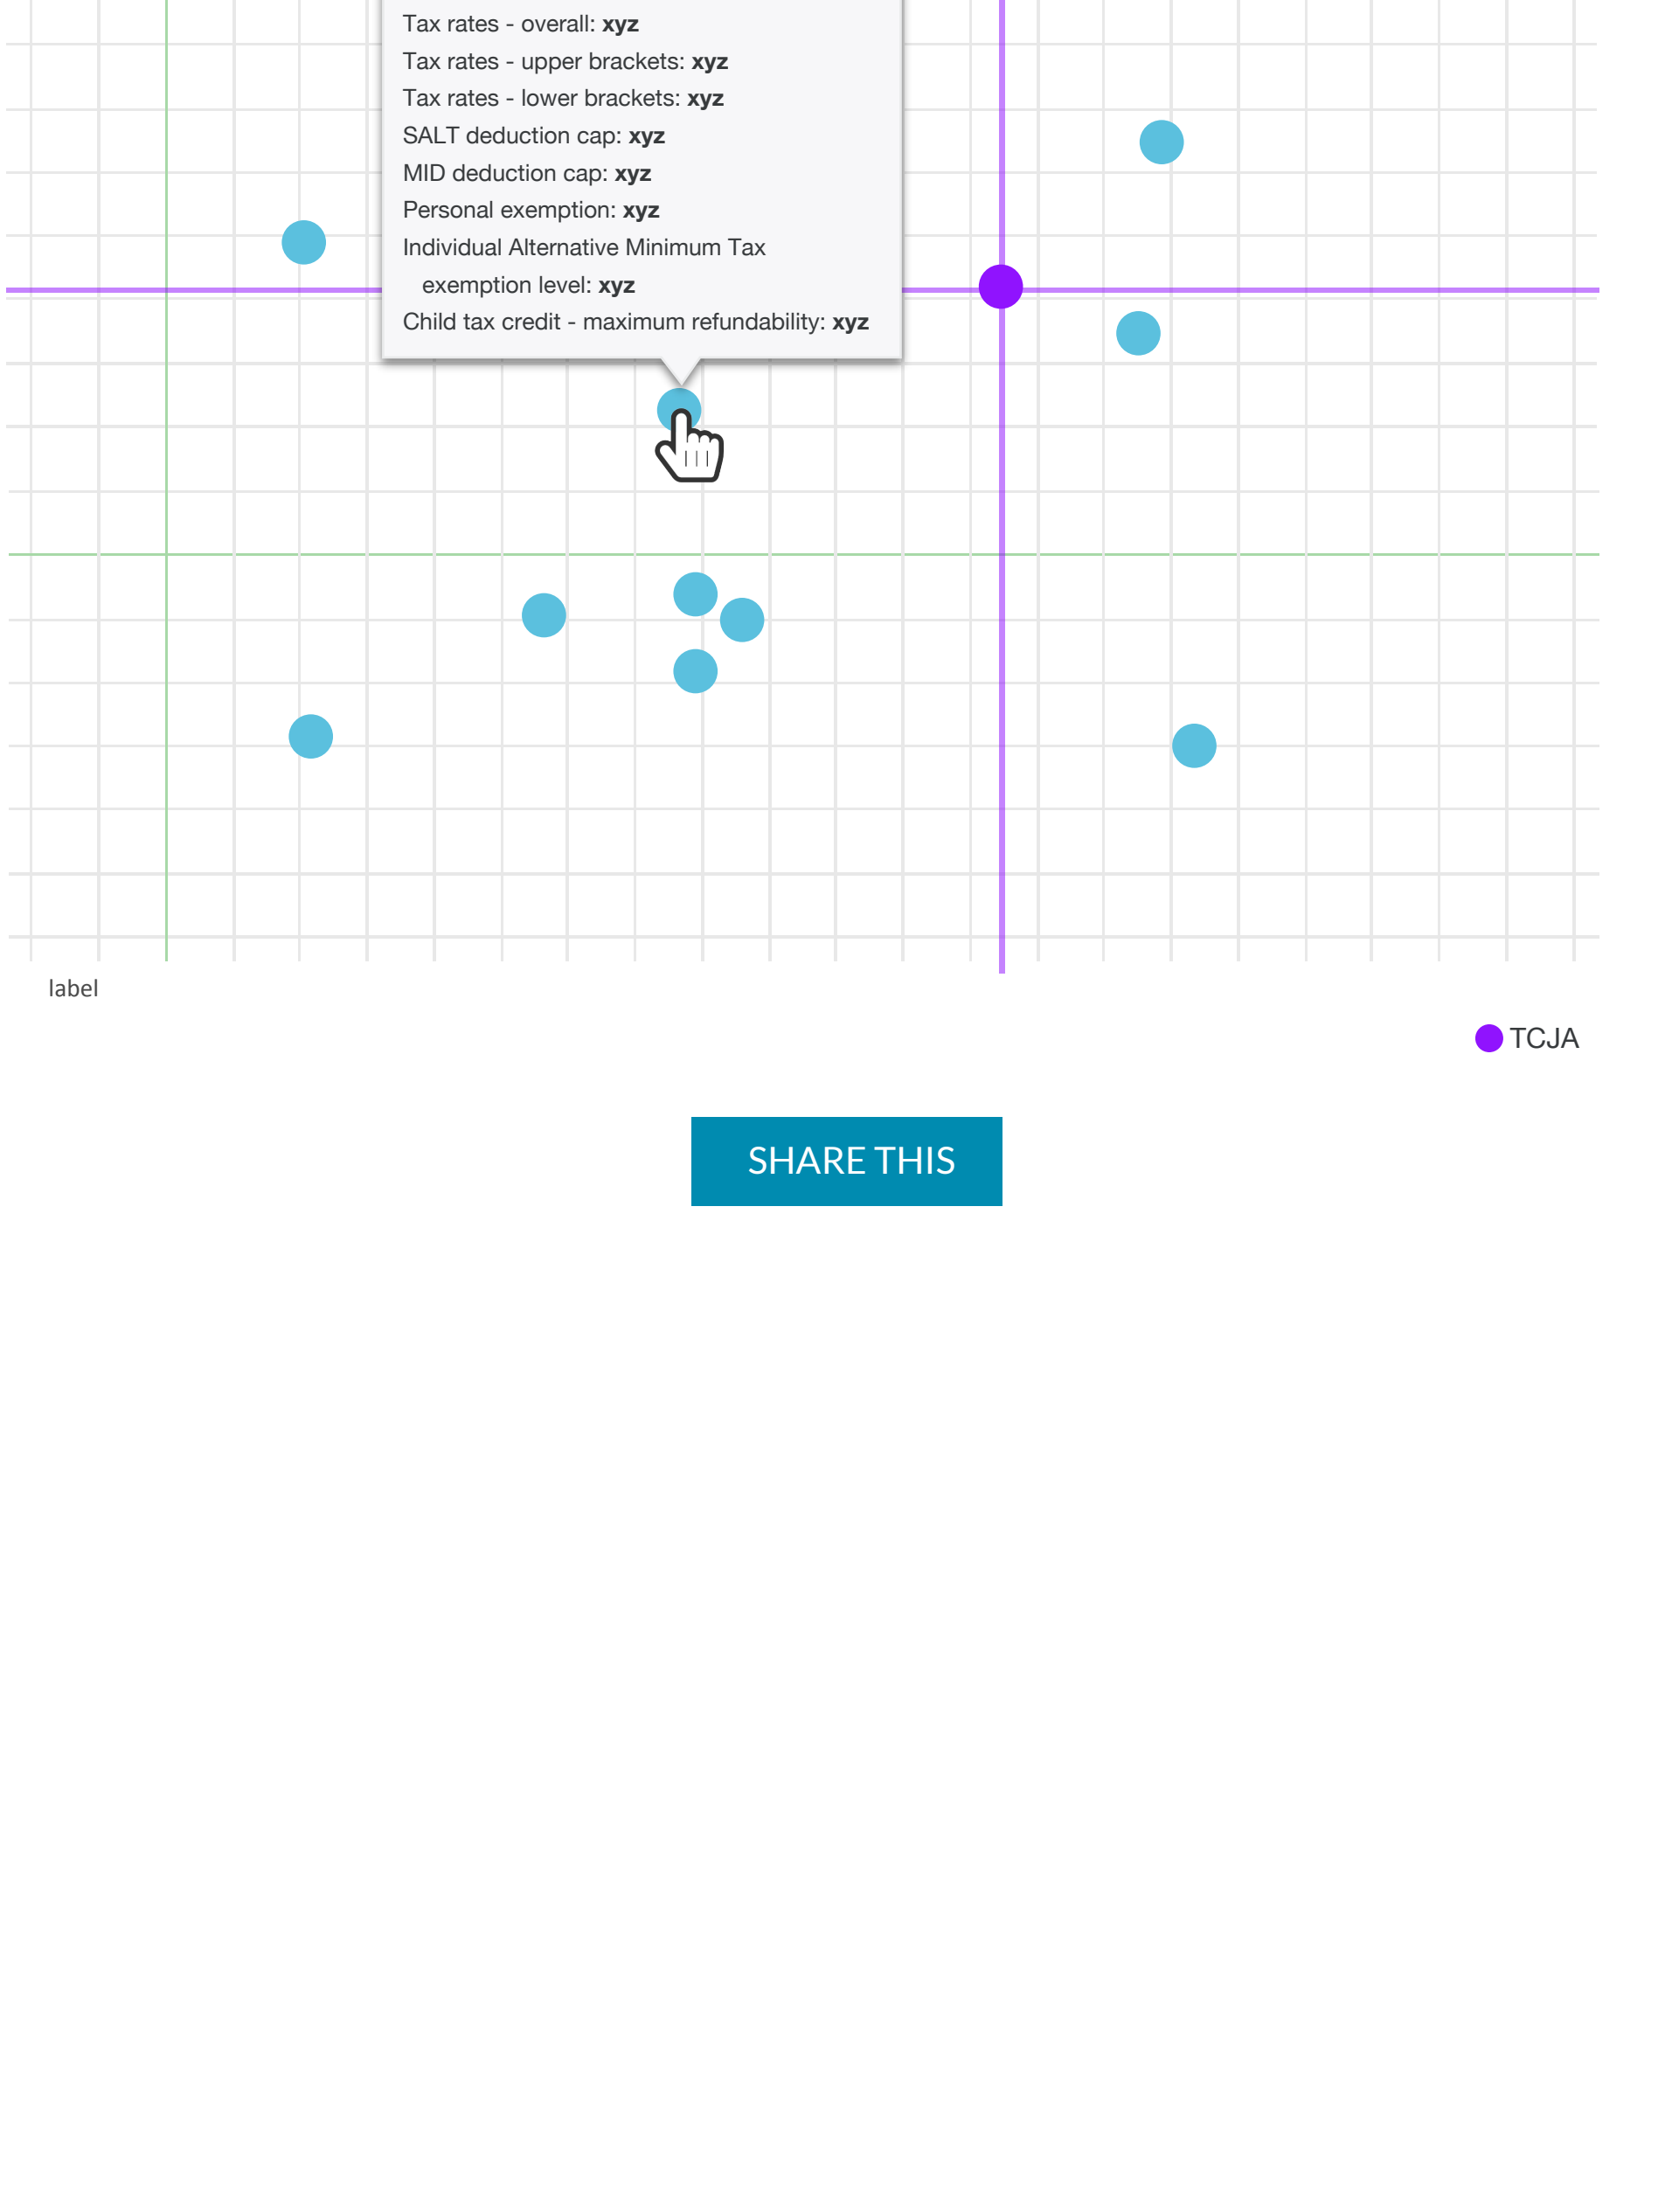 Tax rates - overall: xyz
Tax rates - upper brackets: xyz
Tax rates - lower brackets: xyz
SALT deduction cap: xyz
MID deduction cap: xyz
Personal exemption: xyz
Individual Alternative Minimum Tax
exemption level: xyz
Child tax credit - maximum refundability: xyz
label
TCJA
SHARE THIS